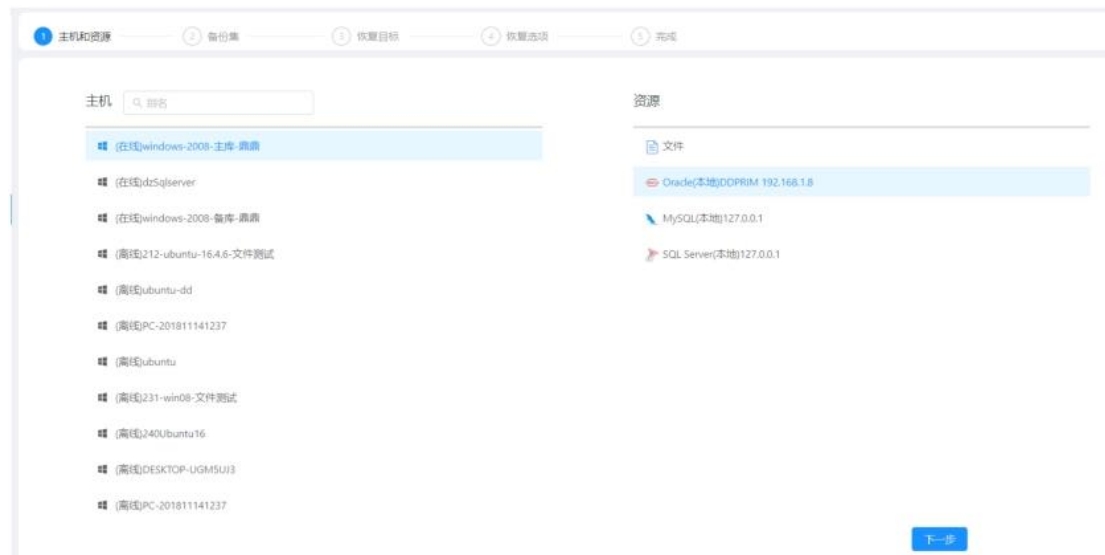 1 主机和资源 2 备份集 3 恢复目标 4 恢复选项 5 完成
主机
资源
(在线)windows-2008-主库-鼎鼎
(在线)dzSqlserver
(在线)windows-2008-备库-鼎鼎
(离线)212-ubuntu-16.4.6-文件测试
(离线)ubuntu-dd
(离线)PC-201811141237
(离线)ubuntu
(离线)231-win08-文件测试
(离线)240Ubuntu16
(离线)DESKTOP-UGM5UJ3
(离线)PC-201811141237
文件
Oracle(本地)DDPRIM 192.168.1.8
MySQL(本地)127.0.0.1
SQL Server(本地)127.0.0.1
下一步